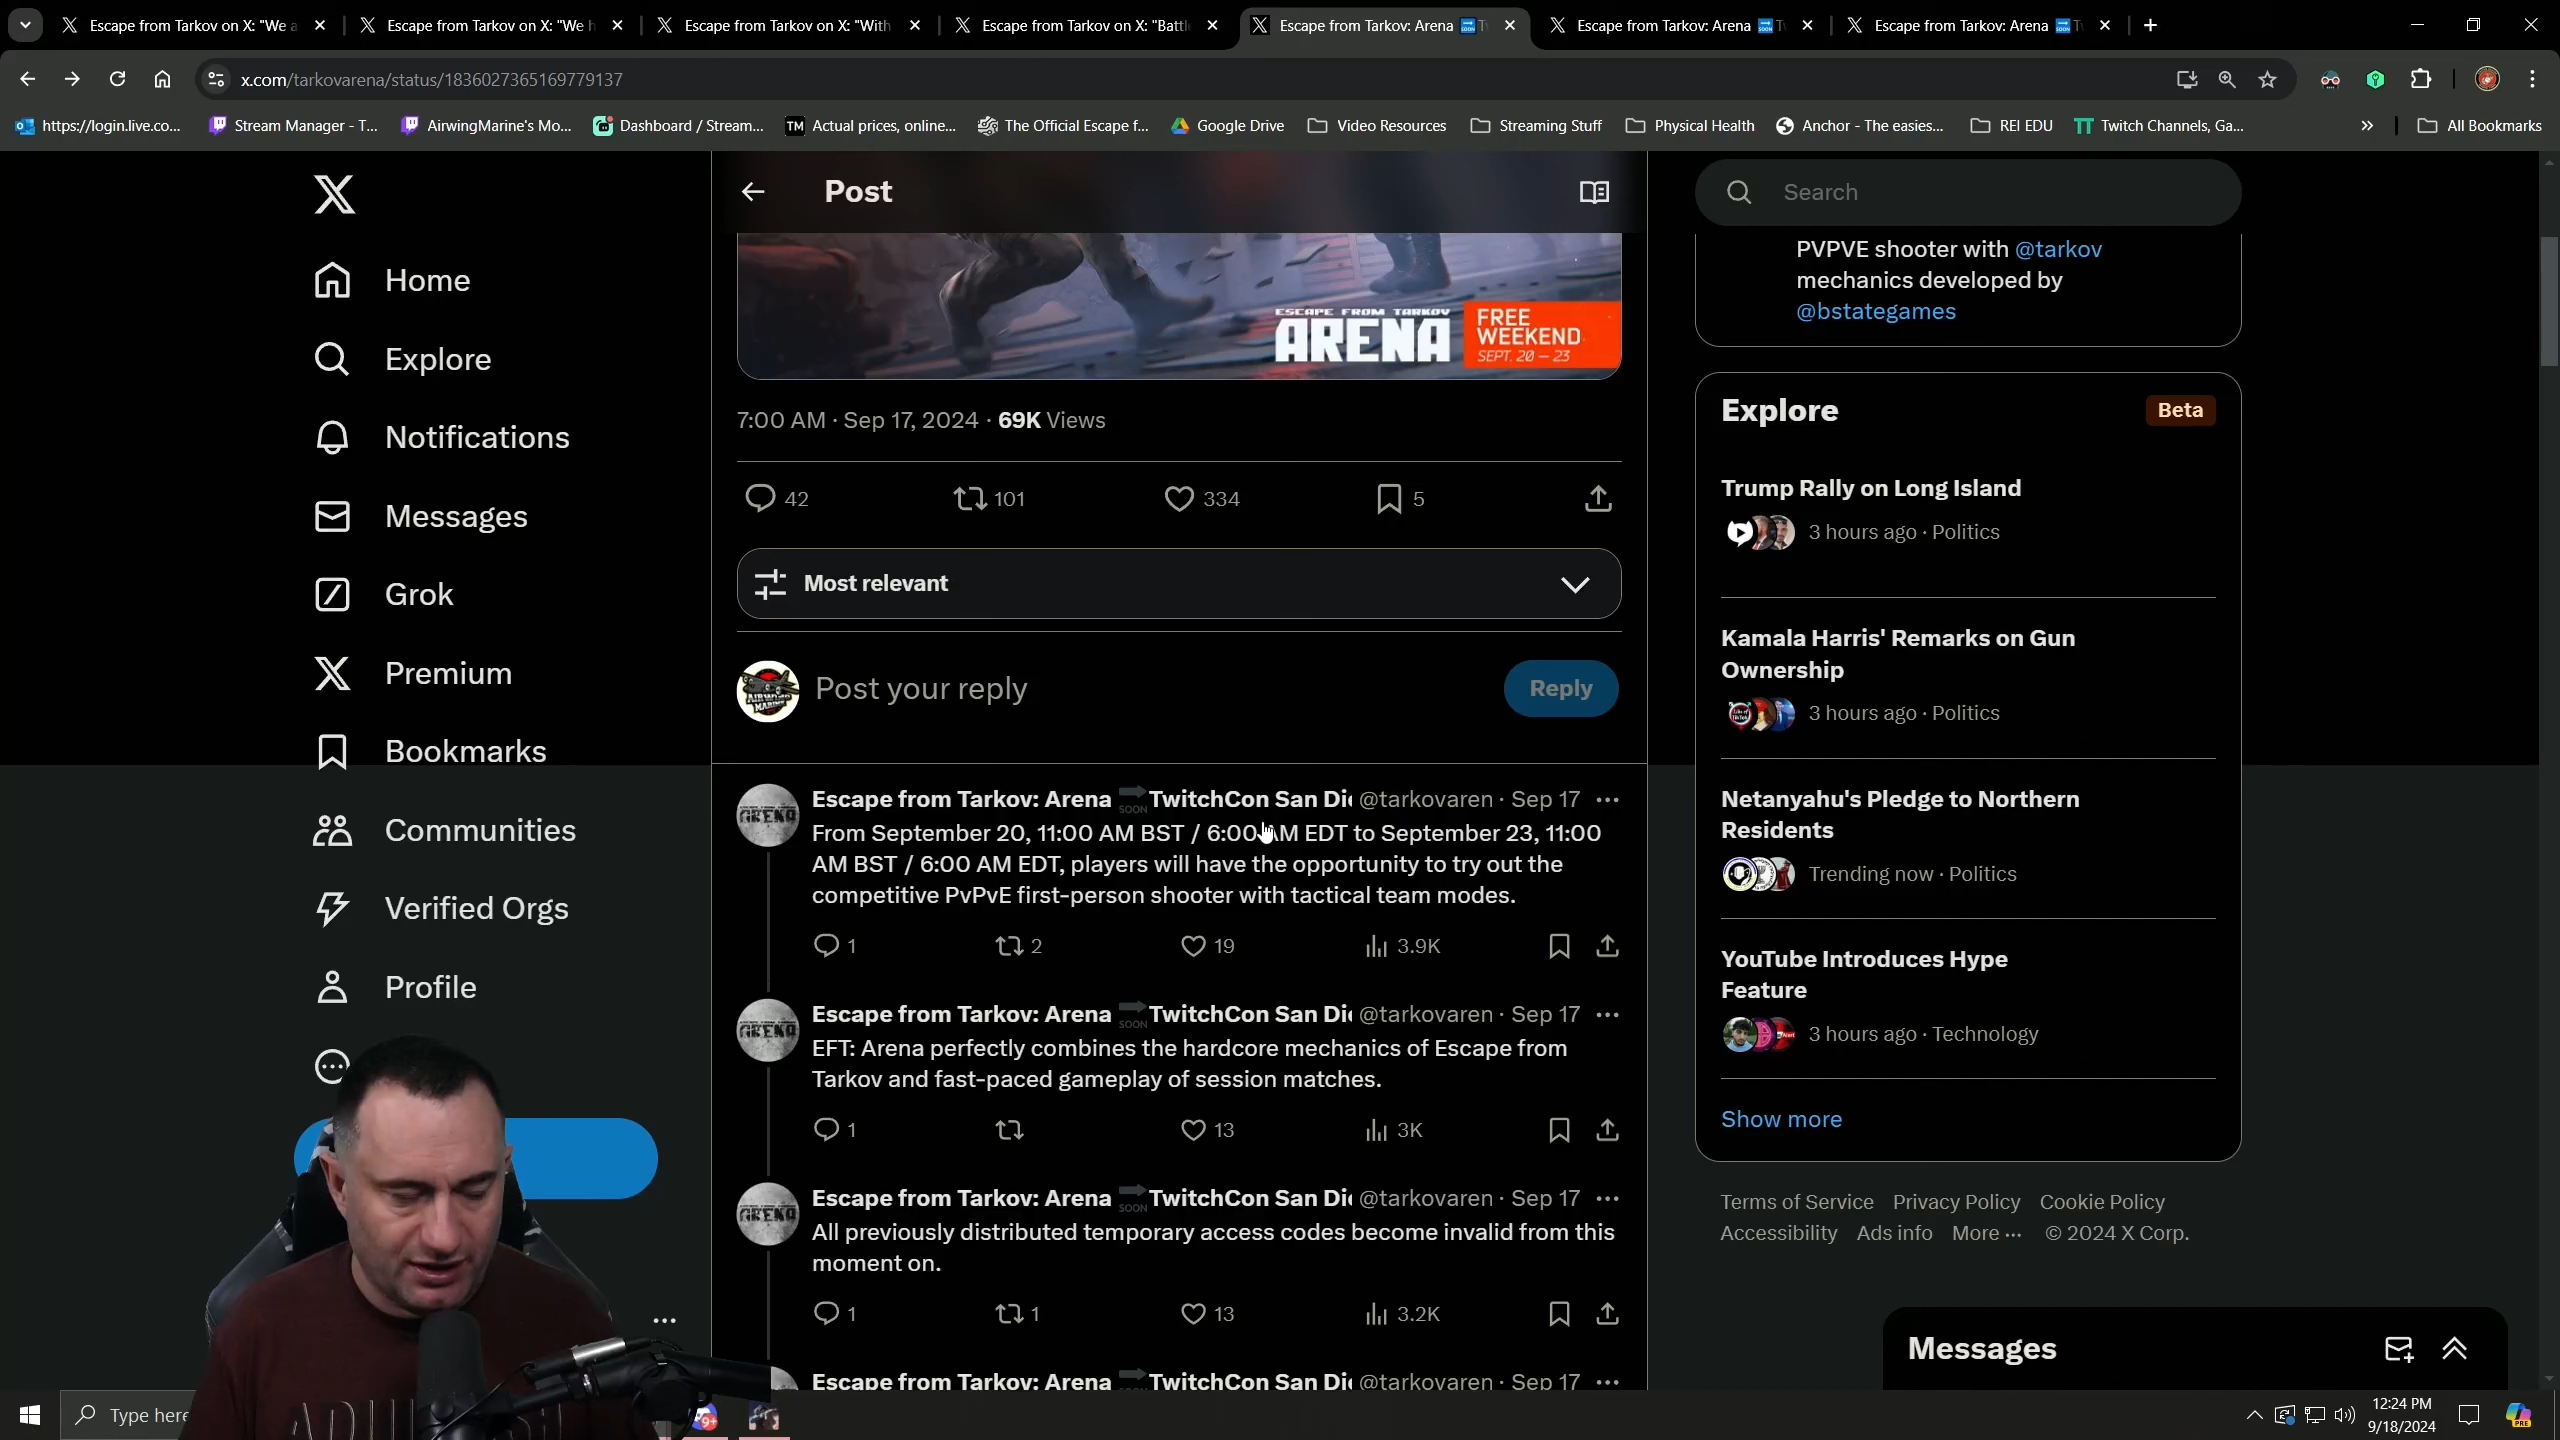 Escape from Tarkov on X: "We a
Escape from Tarkov on X: "We h
Escape from Tarkov on X: "With
Escape from Tarkov on X: "Battle
Escape from Tarkov: Arena
Escape from Tarkov: Arena
Escape from Tarkov: Arena
x.com/tarkovarena/status/1836027365169779137
https://login.live.co...
Stream Manager - T...
AirwingMarine's Mo...
Dashboard / Stream...
TM
Actual prices, online...
The Official Escape f...
Google Drive
Video Resources
Streaming Stuff
Physical Health
Anchor - The easies...
REI EDU
Twitch Channels, Ga...
All Bookmarks
Home
Explore
Notifications
Messages
Grok
Premium
Bookmarks
Communities
Verified Orgs
Profile
Post
ESCAPE FROM TARKOV
ARENA
FREE
WEEKEND
SEPT. 20 – 23
7:00 AM · Sep 17, 2024 · 69K Views
42
101
334
5
Most relevant
Post your reply
Reply
Escape from Tarkov: Arena SOON TwitchCon San Di @tarkovaren · Sep 17
From September 20, 11:00 AM BST / 6:00 AM EDT to September 23, 11:00
AM BST / 6:00 AM EDT, players will have the opportunity to try out the
competitive PvPvE first-person shooter with tactical team modes.
1
2
19
3.9K
Escape from Tarkov: Arena SOON TwitchCon San Di @tarkovaren · Sep 17
EFT: Arena perfectly combines the hardcore mechanics of Escape from
Tarkov and fast-paced gameplay of session matches.
1
13
3K
Escape from Tarkov: Arena SOON TwitchCon San Di @tarkovaren · Sep 17
All previously distributed temporary access codes become invalid from this
moment on.
1
1
13
3.2K
Escape from Tarkov: Arena TwitchCon San Di @tarkovaren · Sep 17
Search
PVPVE shooter with @tarkov
mechanics developed by
@bstategames
Explore
Beta
Trump Rally on Long Island
3 hours ago · Politics
Kamala Harris' Remarks on Gun
Ownership
3 hours ago · Politics
Netanyahu's Pledge to Northern
Residents
Trending now · Politics
YouTube Introduces Hype
Feature
3 hours ago · Technology
Show more
Terms of Service Privacy Policy Cookie Policy
Accessibility Ads info More ··· © 2024 X Corp.
Messages
Type here
9+
12:24 PM
9/18/2024
PRE